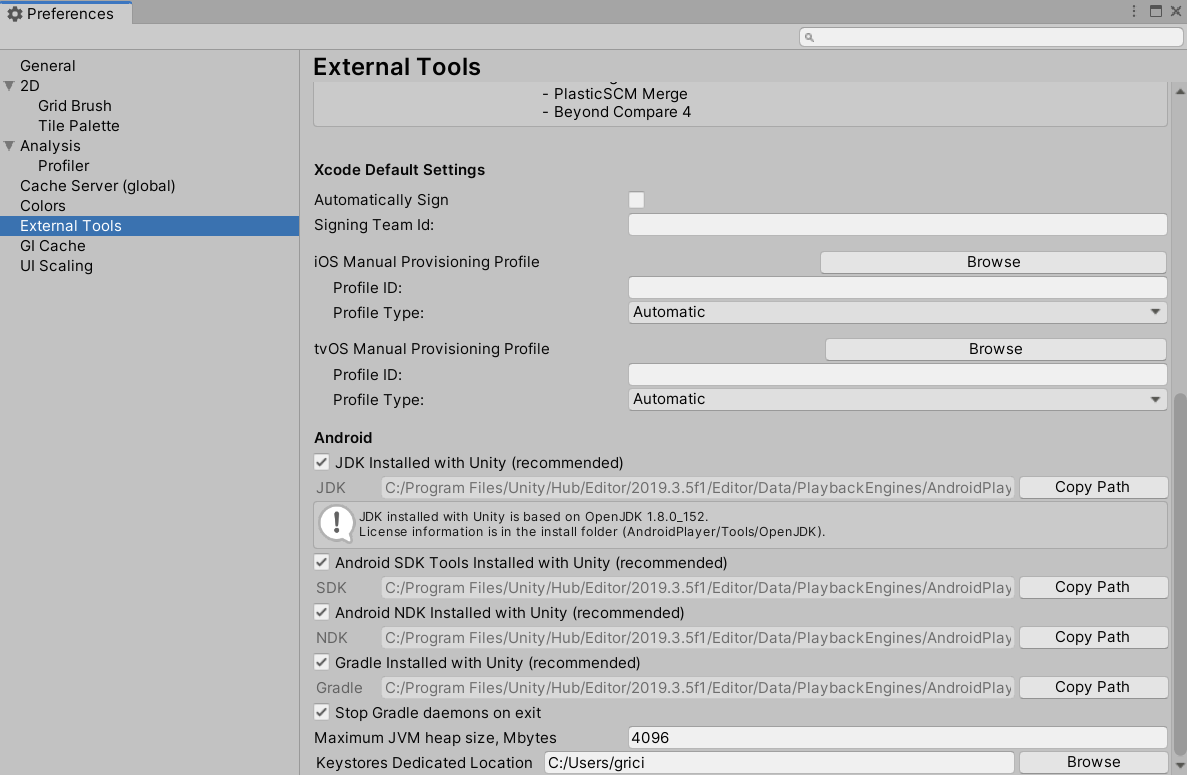 Preferences
General
2D
Grid Brush
Tile Palette
Analysis
Profiler
Cache Server (global)
Colors
External Tools
GI Cache
UI Scaling
External Tools
- PlasticSCM Merge
- Beyond Compare 4
Xcode Default Settings
Automatically Sign
Signing Team Id:
iOS Manual Provisioning Profile Browse
Profile ID:
Profile Type: Automatic
tvOS Manual Provisioning Profile Browse
Profile ID:
Profile Type: Automatic
Android
JDK Installed with Unity (recommended)
JDK C:/Program Files/Unity/Hub/Editor/2019.3.5f1/Editor/Data/PlaybackEngines/AndroidPlay Copy Path
JDK installed with Unity is based on OpenJDK 1.8.0_152.
License information is in the install folder (AndroidPlayer/Tools/OpenJDK).
Android SDK Tools Installed with Unity (recommended)
SDK C:/Program Files/Unity/Hub/Editor/2019.3.5f1/Editor/Data/PlaybackEngines/AndroidPlay Copy Path
Android NDK Installed with Unity (recommended)
NDK C:/Program Files/Unity/Hub/Editor/2019.3.5f1/Editor/Data/PlaybackEngines/AndroidPlay Copy Path
Gradle Installed with Unity (recommended)
Gradle C:/Program Files/Unity/Hub/Editor/2019.3.5f1/Editor/Data/PlaybackEngines/AndroidPlay Copy Path
Stop Gradle daemons on exit
Maximum JVM heap size, Mbytes 4096
Keystores Dedicated Location C:/Users/grici Browse